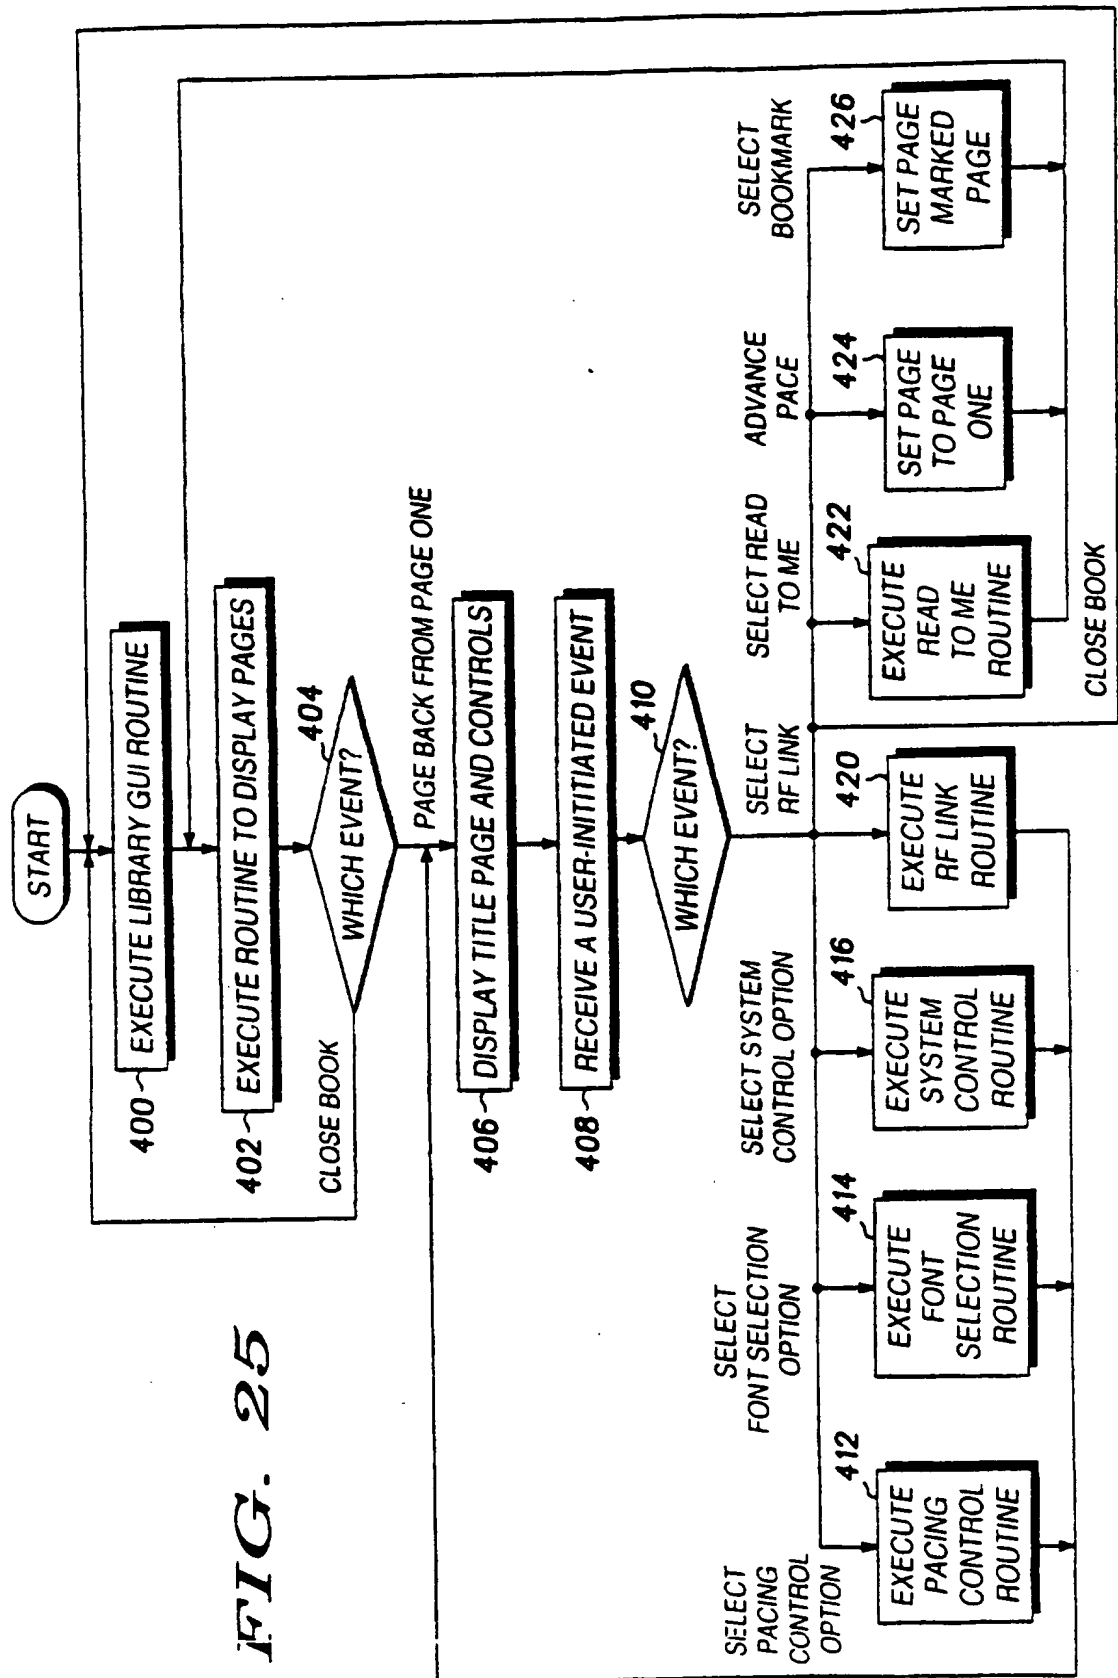 FIG. 25
START
400
EXECUTE LIBRARY GUI ROUTINE
402
EXECUTE ROUTINE TO DISPLAY PAGES
404
WHICH EVENT?
CLOSE BOOK
PAGE BACK FROM PAGE ONE
406
DISPLAY TITLE PAGE AND CONTROLS
408
RECEIVE A USER-INITITIATED EVENT
410
WHICH EVENT?
SELECT
PACING
CONTROL
OPTION
412
EXECUTE
PACING
CONTROL
ROUTINE
SELECT
FONT SELECTION
OPTION
414
EXECUTE
FONT
SELECTION
ROUTINE
SELECT SYSTEM
CONTROL OPTION
416
EXECUTE
SYSTEM
CONTROL
ROUTINE
SELECT
RF LINK
420
EXECUTE
RF LINK
ROUTINE
SELECT READ
TO ME
422
EXECUTE
READ
TO ME
ROUTINE
ADVANCE
PACE
424
SET PAGE
TO PAGE
ONE
SELECT
BOOKMARK
426
SET PAGE
MARKED
PAGE
CLOSE BOOK